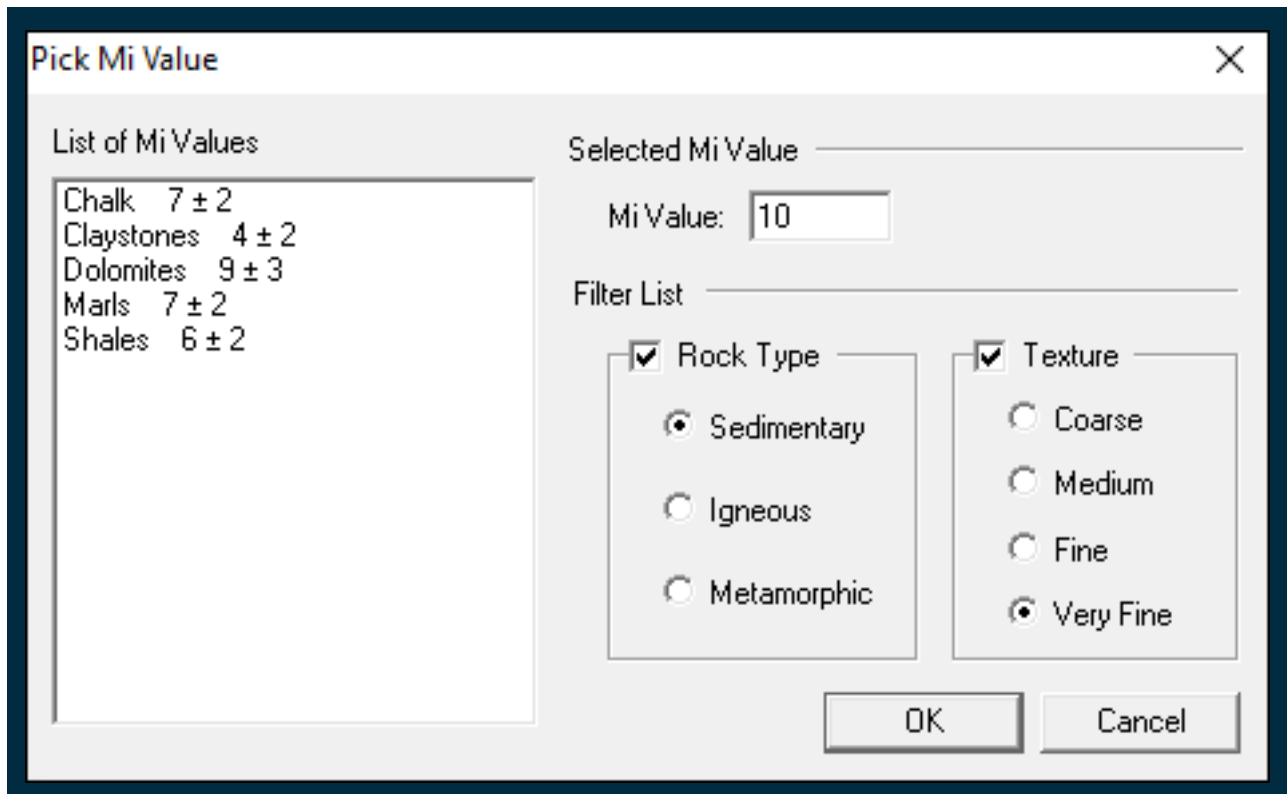 Pick Mi Value
List of Mi Values
Chalk 7 ± 2
Claystones 4 ± 2
Dolomites 9 ± 3
Marls 7 ± 2
Shales 6 ± 2
Selected Mi Value
Mi Value: 10
Filter List
Rock Type
Sedimentary
Igneous
Metamorphic
Texture
Coarse
Medium
Fine
Very Fine
OK
Cancel